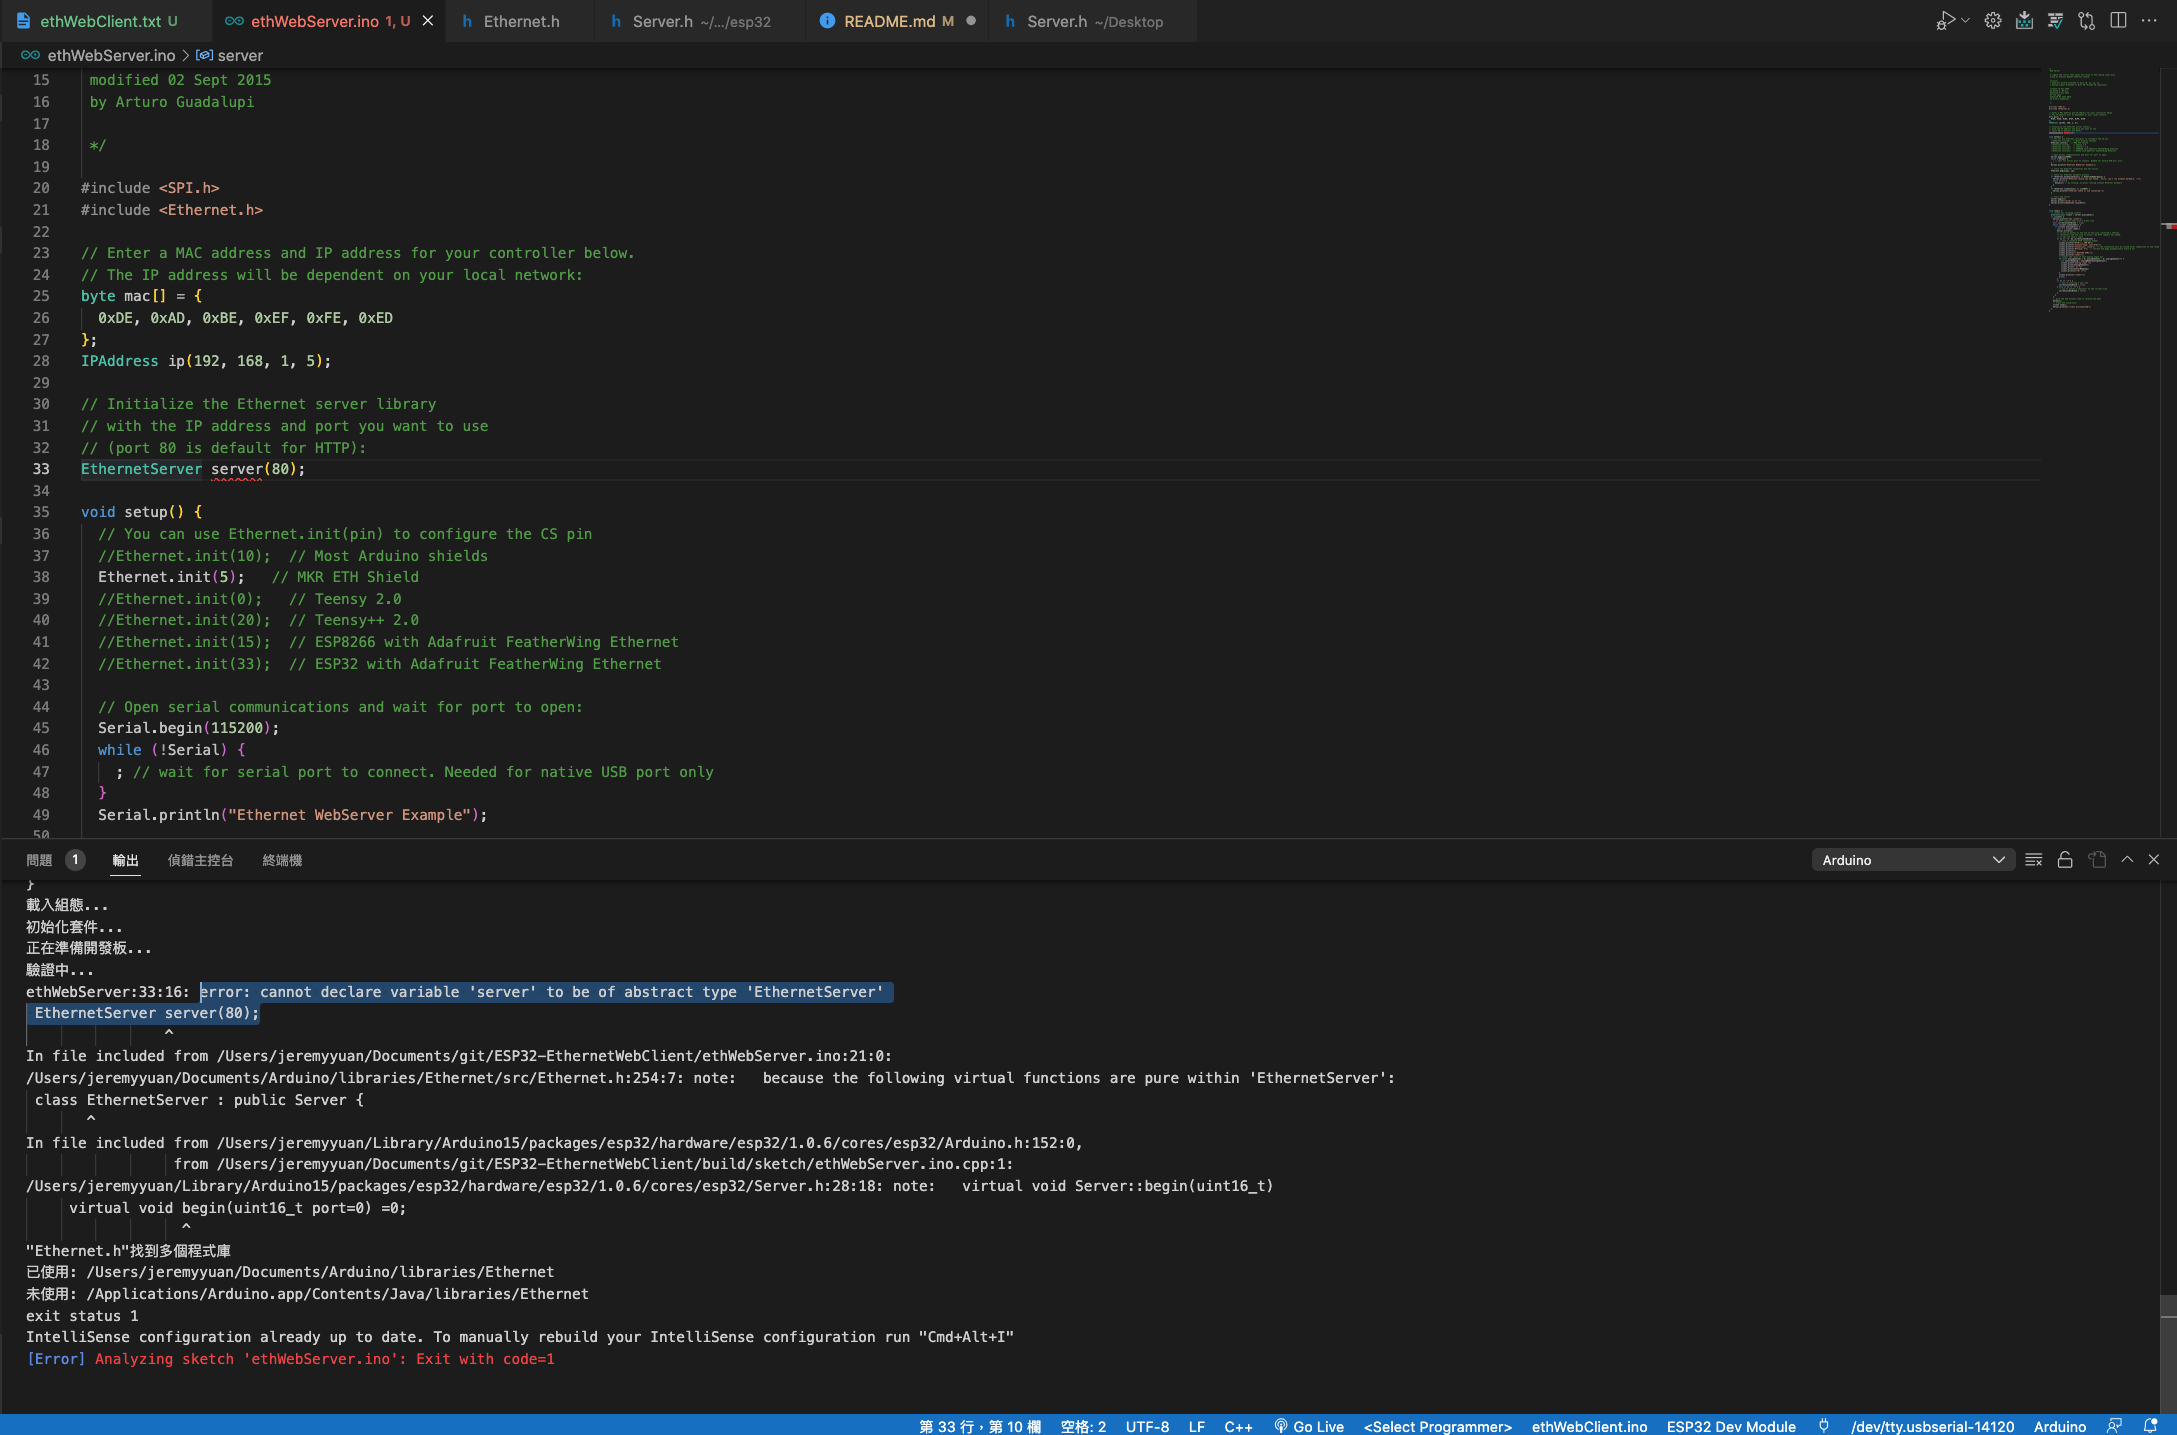 ethWebClient.txt U
ethWebServer.ino 1, U
Ethernet.h
Server.h ~/.../esp32
README.md M
Server.h ~/Desktop
ethWebServer.ino > server
15 modified 02 Sept 2015
16 by Arturo Guadalupi
17
18 */
19
20 #include <SPI.h>
21 #include <Ethernet.h>
22
23 // Enter a MAC address and IP address for your controller below.
24 // The IP address will be dependent on your local network:
25 byte mac[] = {
26 0xDE, 0xAD, 0xBE, 0xEF, 0xFE, 0xED
27 };
28 IPAddress ip(192, 168, 1, 5);
29
30 // Initialize the Ethernet server library
31 // with the IP address and port you want to use
32 // (port 80 is default for HTTP):
33 EthernetServer server(80);
34
35 void setup() {
36 // You can use Ethernet.init(pin) to configure the CS pin
37 //Ethernet.init(10);  // Most Arduino shields
38 Ethernet.init(5);   // MKR ETH Shield
39 //Ethernet.init(0);   // Teensy 2.0
40 //Ethernet.init(20);  // Teensy++ 2.0
41 //Ethernet.init(15);  // ESP8266 with Adafruit FeatherWing Ethernet
42 //Ethernet.init(33);  // ESP32 with Adafruit FeatherWing Ethernet
43
44 // Open serial communications and wait for port to open:
45 Serial.begin(115200);
46 while (!Serial) {
47 ; // wait for serial port to connect. Needed for native USB port only
48 }
49 Serial.println("Ethernet WebServer Example");
50
問題 1 輸出 偵錯主控台 終端機 Arduino
}
載入組態...
初始化套件...
正在準備開發板...
驗證中...
ethWebServer:33:16: error: cannot declare variable 'server' to be of abstract type 'EthernetServer'
EthernetServer server(80);
^
In file included from /Users/jeremyyuan/Documents/git/ESP32-EthernetWebClient/ethWebServer.ino:21:0:
/Users/jeremyyuan/Documents/Arduino/libraries/Ethernet/src/Ethernet.h:254:7: note:   because the following virtual functions are pure within 'EthernetServer':
class EthernetServer : public Server {
^
In file included from /Users/jeremyyuan/Library/Arduino15/packages/esp32/hardware/esp32/1.0.6/cores/esp32/Arduino.h:152:0,
from /Users/jeremyyuan/Documents/git/ESP32-EthernetWebClient/build/sketch/ethWebServer.ino.cpp:1:
/Users/jeremyyuan/Library/Arduino15/packages/esp32/hardware/esp32/1.0.6/cores/esp32/Server.h:28:18: note:   virtual void Server::begin(uint16_t)
virtual void begin(uint16_t port=0) =0;
^
"Ethernet.h"找到多個程式庫
已使用: /Users/jeremyyuan/Documents/Arduino/libraries/Ethernet
未使用: /Applications/Arduino.app/Contents/Java/libraries/Ethernet
exit status 1
IntelliSense configuration already up to date. To manually rebuild your IntelliSense configuration run "Cmd+Alt+I"
[Error] Analyzing sketch 'ethWebServer.ino': Exit with code=1
第 33 行，第 10 欄 空格: 2 UTF-8 LF C++ Go Live <Select Programmer> ethWebClient.ino ESP32 Dev Module /dev/tty.usbserial-14120 Arduino